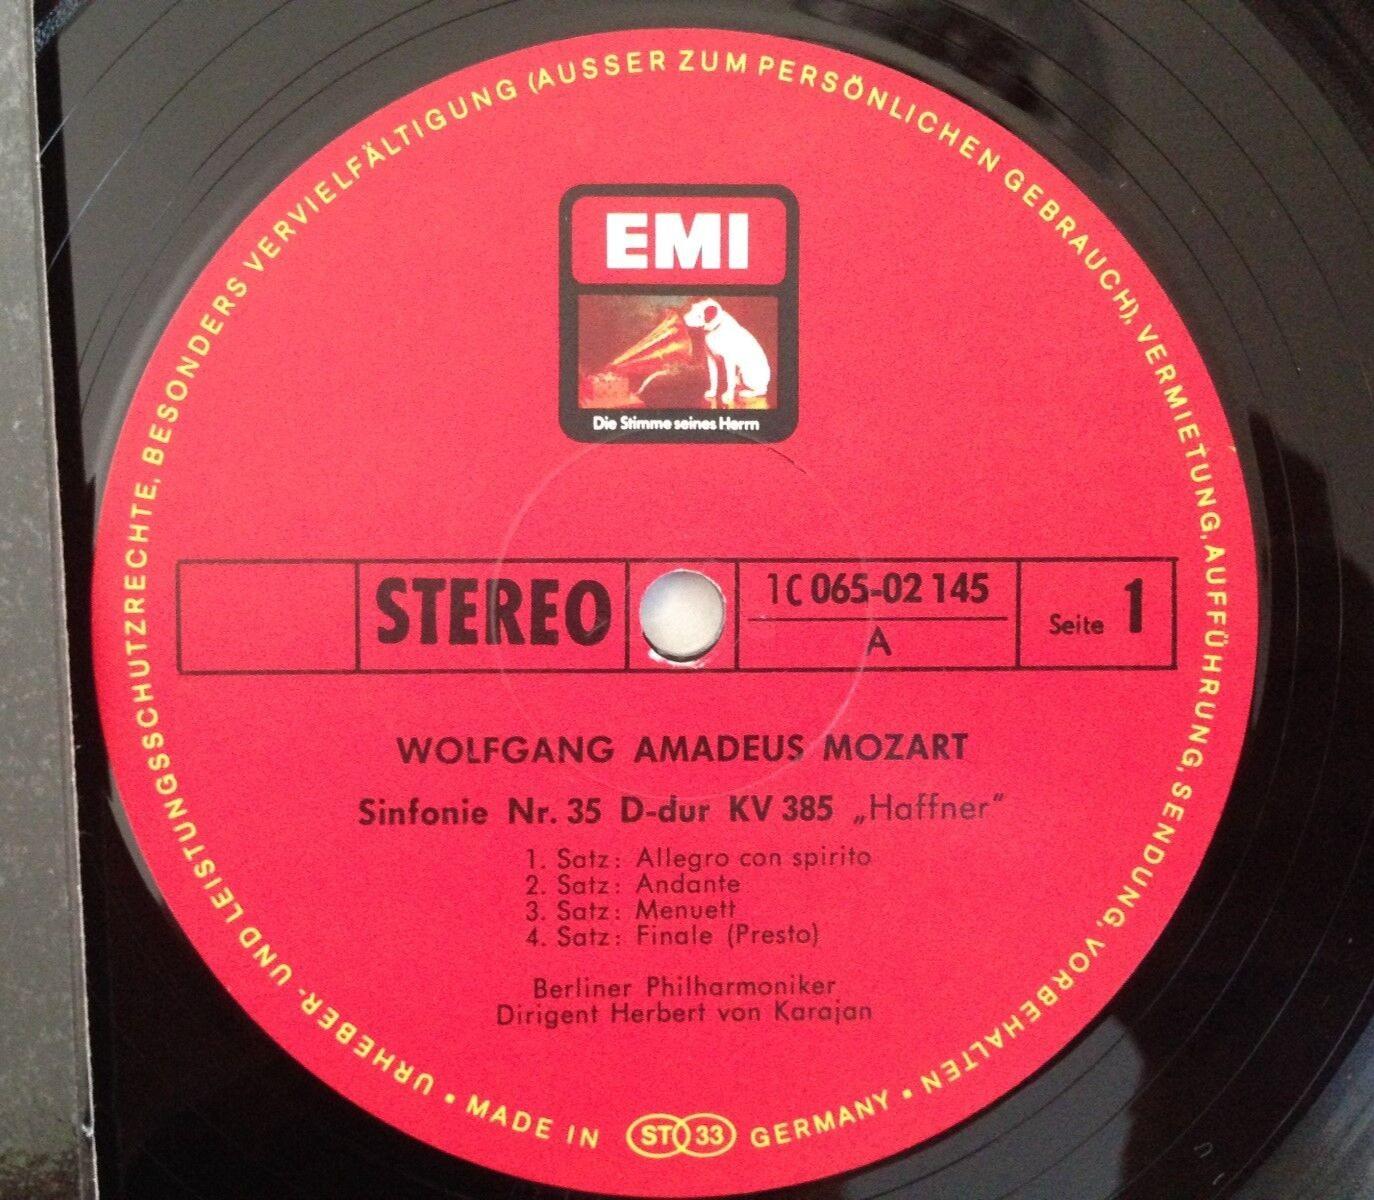 URHEBER- UND LEISTUNGSSCHUTZRECHTE, BESONDERS VERVIELFÄLTIGUNG (AUSSER ZUM PERSÖNLICHEN GEBRAUCH), VERMIETUNG, AUFFÜHRUNG, SENDUNG, VORBEHALTEN •
EMI
Die Stimme seines Herrn
STEREO
1C 065-02 145
A
Seite 1
WOLFGANG AMADEUS MOZART
Sinfonie Nr. 35 D-dur KV 385 „Haffner“
1. Satz: Allegro con spirito
2. Satz: Andante
3. Satz: Menuett
4. Satz: Finale (Presto)
Berliner Philharmoniker
Dirigent Herbert von Karajan
• MADE IN ST 33 GERMANY